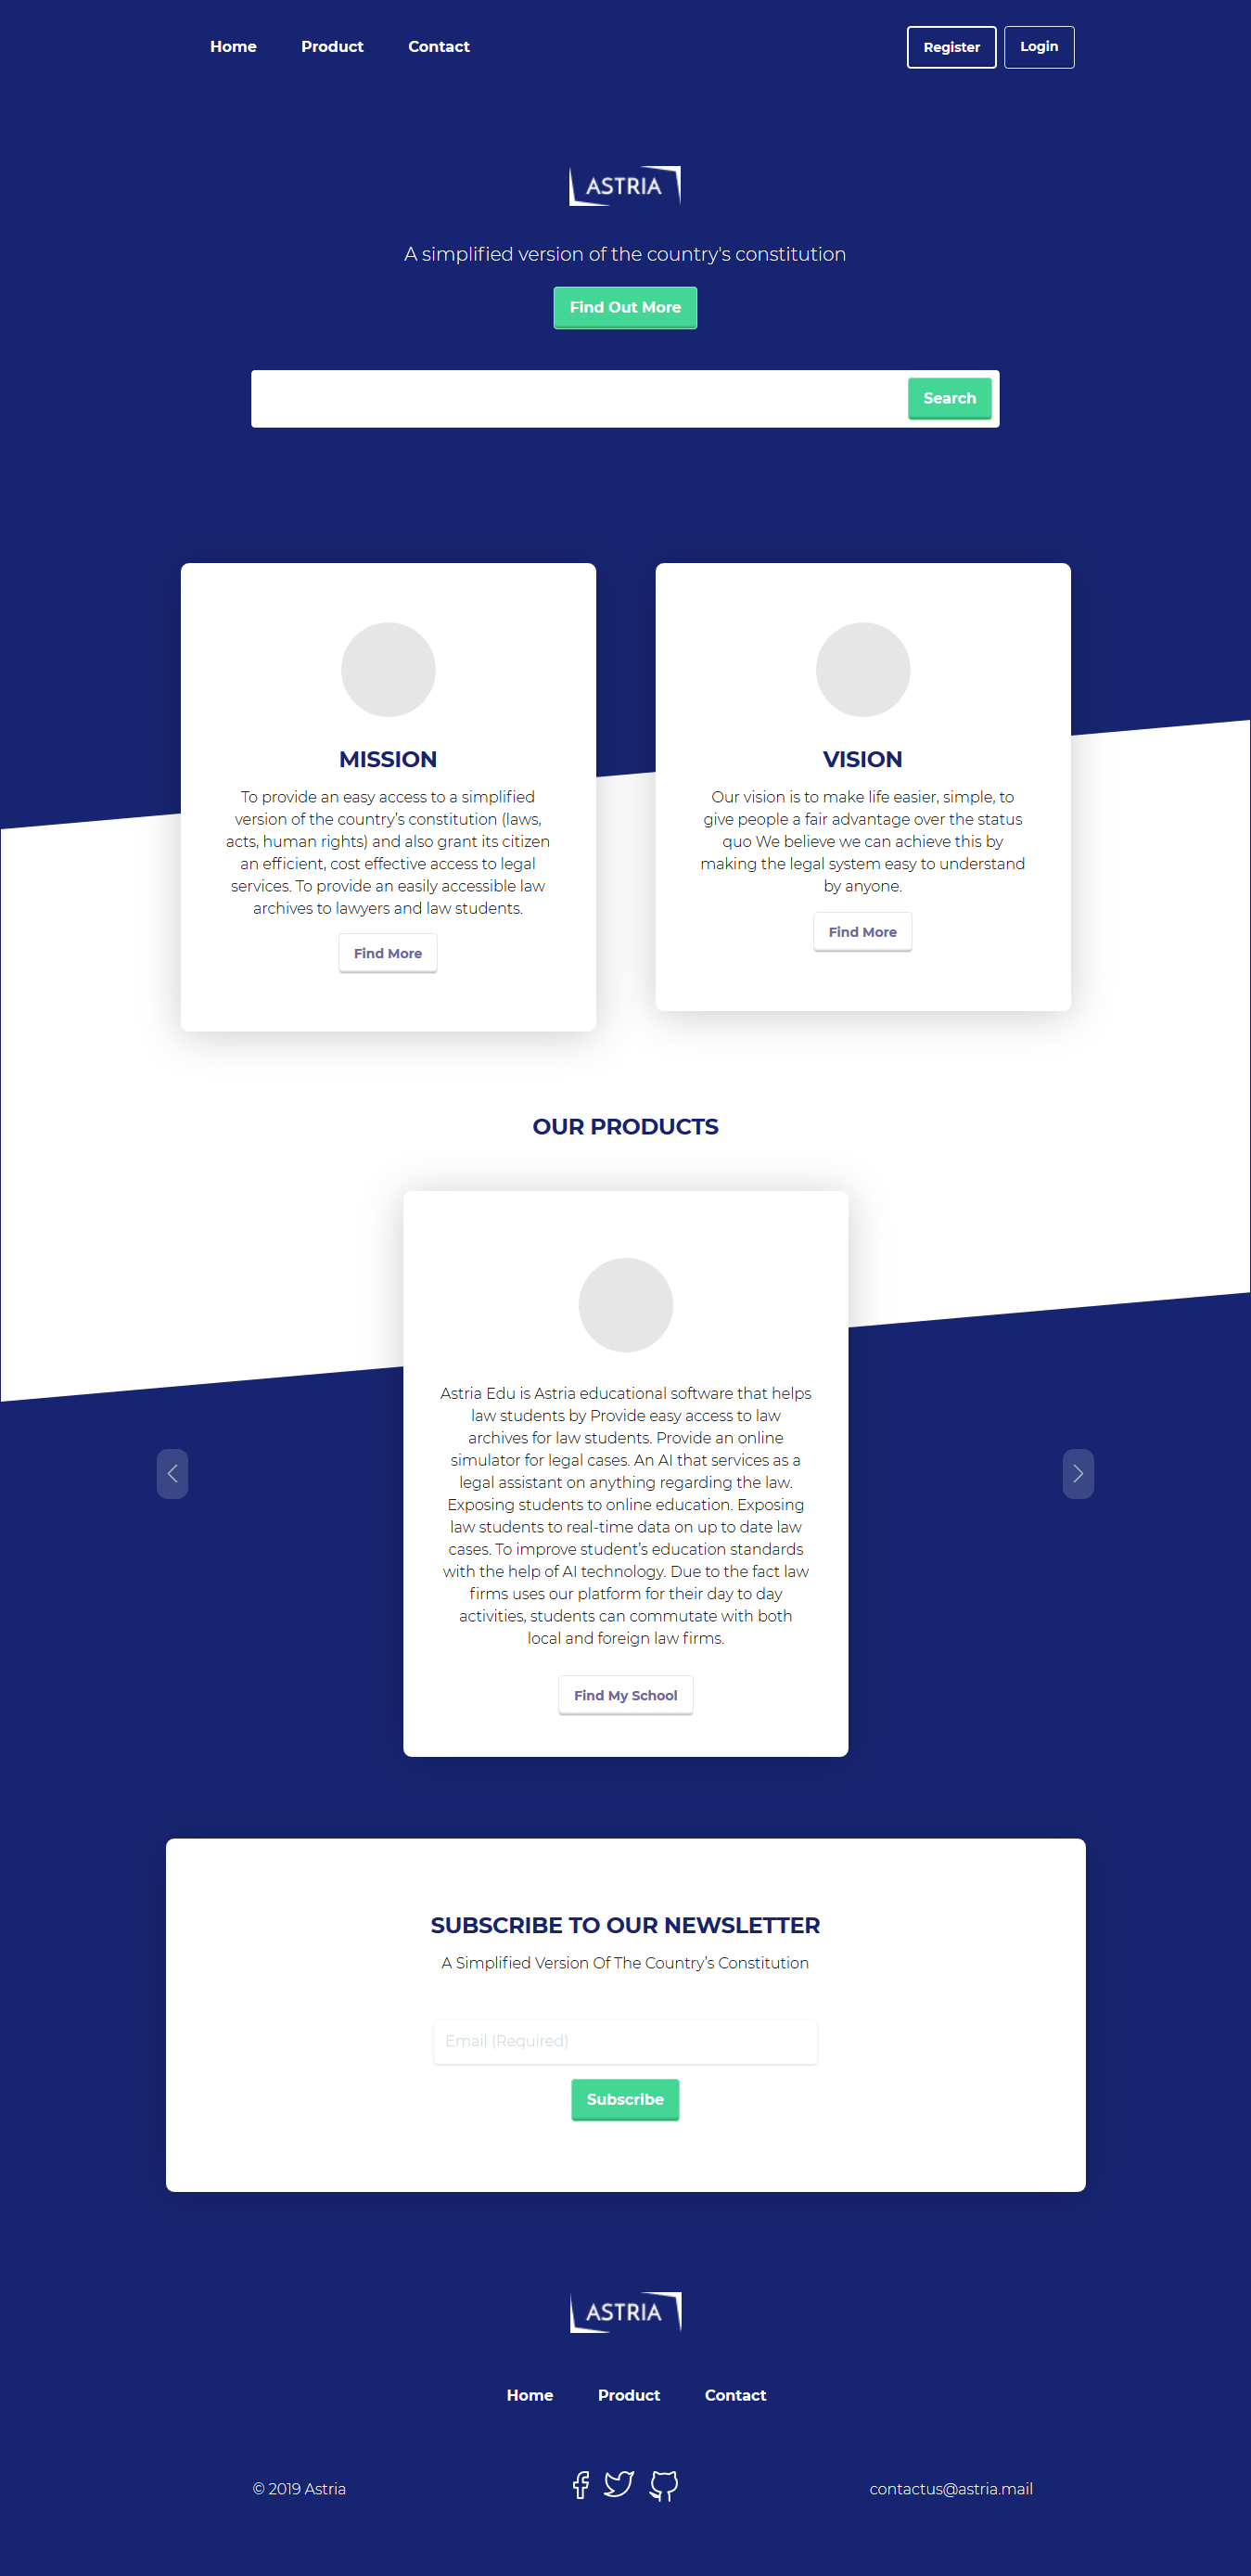 Home Product Contact Register Login
ASTRIA
A simplified version of the country's constitution
Find Out More
Search
MISSION
To provide an easy access to a simplified
version of the country’s constitution (laws,
acts, human rights) and also grant its citizen
an efficient, cost effective access to legal
services. To provide an easily accessible law
archives to lawyers and law students.
Find More
VISION
Our vision is to make life easier, simple, to
give people a fair advantage over the status
quo We believe we can achieve this by
making the legal system easy to understand
by anyone.
Find More
OUR PRODUCTS
Astria Edu is Astria educational software that helps
law students by Provide easy access to law
archives for law students. Provide an online
simulator for legal cases. An AI that services as a
legal assistant on anything regarding the law.
Exposing students to online education. Exposing
law students to real-time data on up to date law
cases. To improve student’s education standards
with the help of AI technology. Due to the fact law
firms uses our platform for their day to day
activities, students can commutate with both
local and foreign law firms.
Find My School
SUBSCRIBE TO OUR NEWSLETTER
A Simplified Version Of The Country’s Constitution
Email (Required)
Subscribe
ASTRIA
Home Product Contact
© 2019 Astria contactus@astria.mail